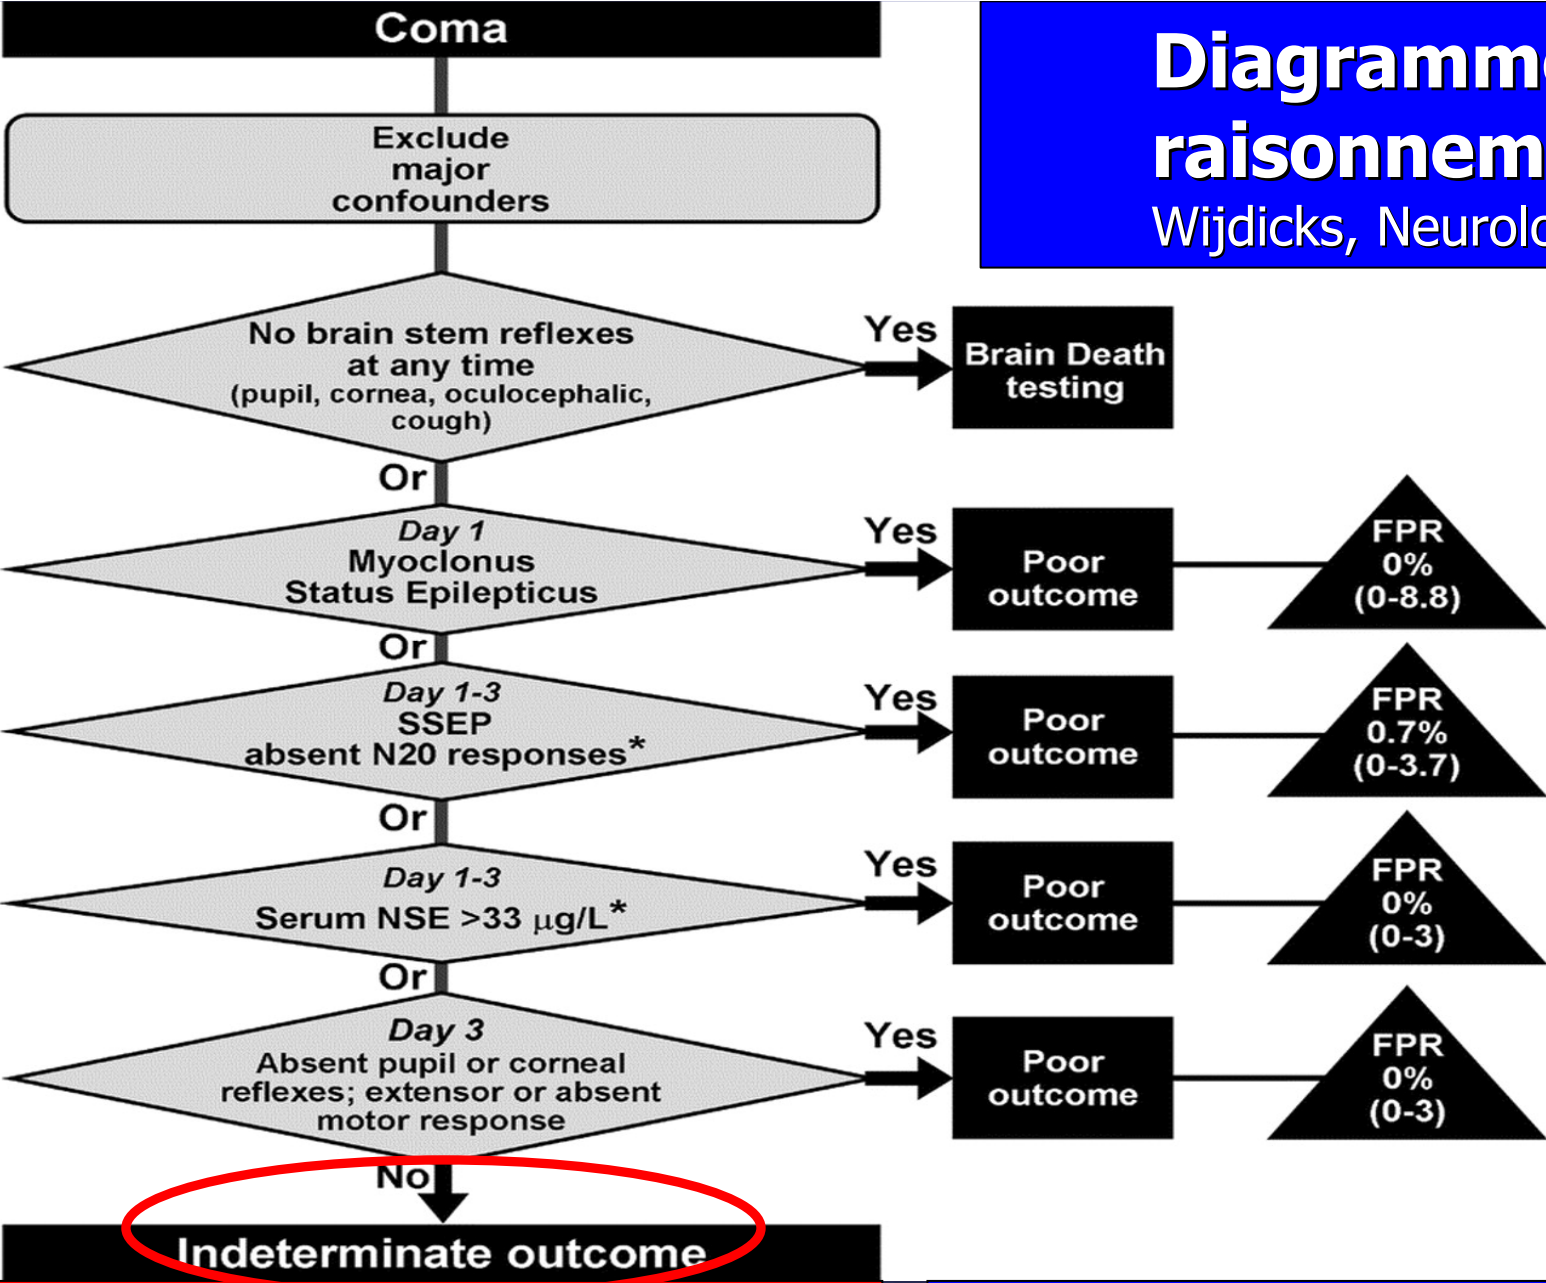 Coma
Diagramme
raisonnem
Wijdicks, Neurolo
Exclude
major
confounders
No brain stem reflexes
at any time
(pupil, cornea, oculocephalic,
cough)
Yes
Brain Death
testing
Or
Day 1
Myoclonus
Status Epilepticus
Yes
Poor
outcome
FPR
0%
(0-8.8)
Or
Day 1-3
SSEP
absent N20 responses*
Yes
Poor
outcome
FPR
0.7%
(0-3.7)
Or
Day 1-3
Serum NSE >33 μg/L*
Yes
Poor
outcome
FPR
0%
(0-3)
Or
Day 3
Absent pupil or corneal
reflexes; extensor or absent
motor response
Yes
Poor
outcome
FPR
0%
(0-3)
No
Indeterminate outcome